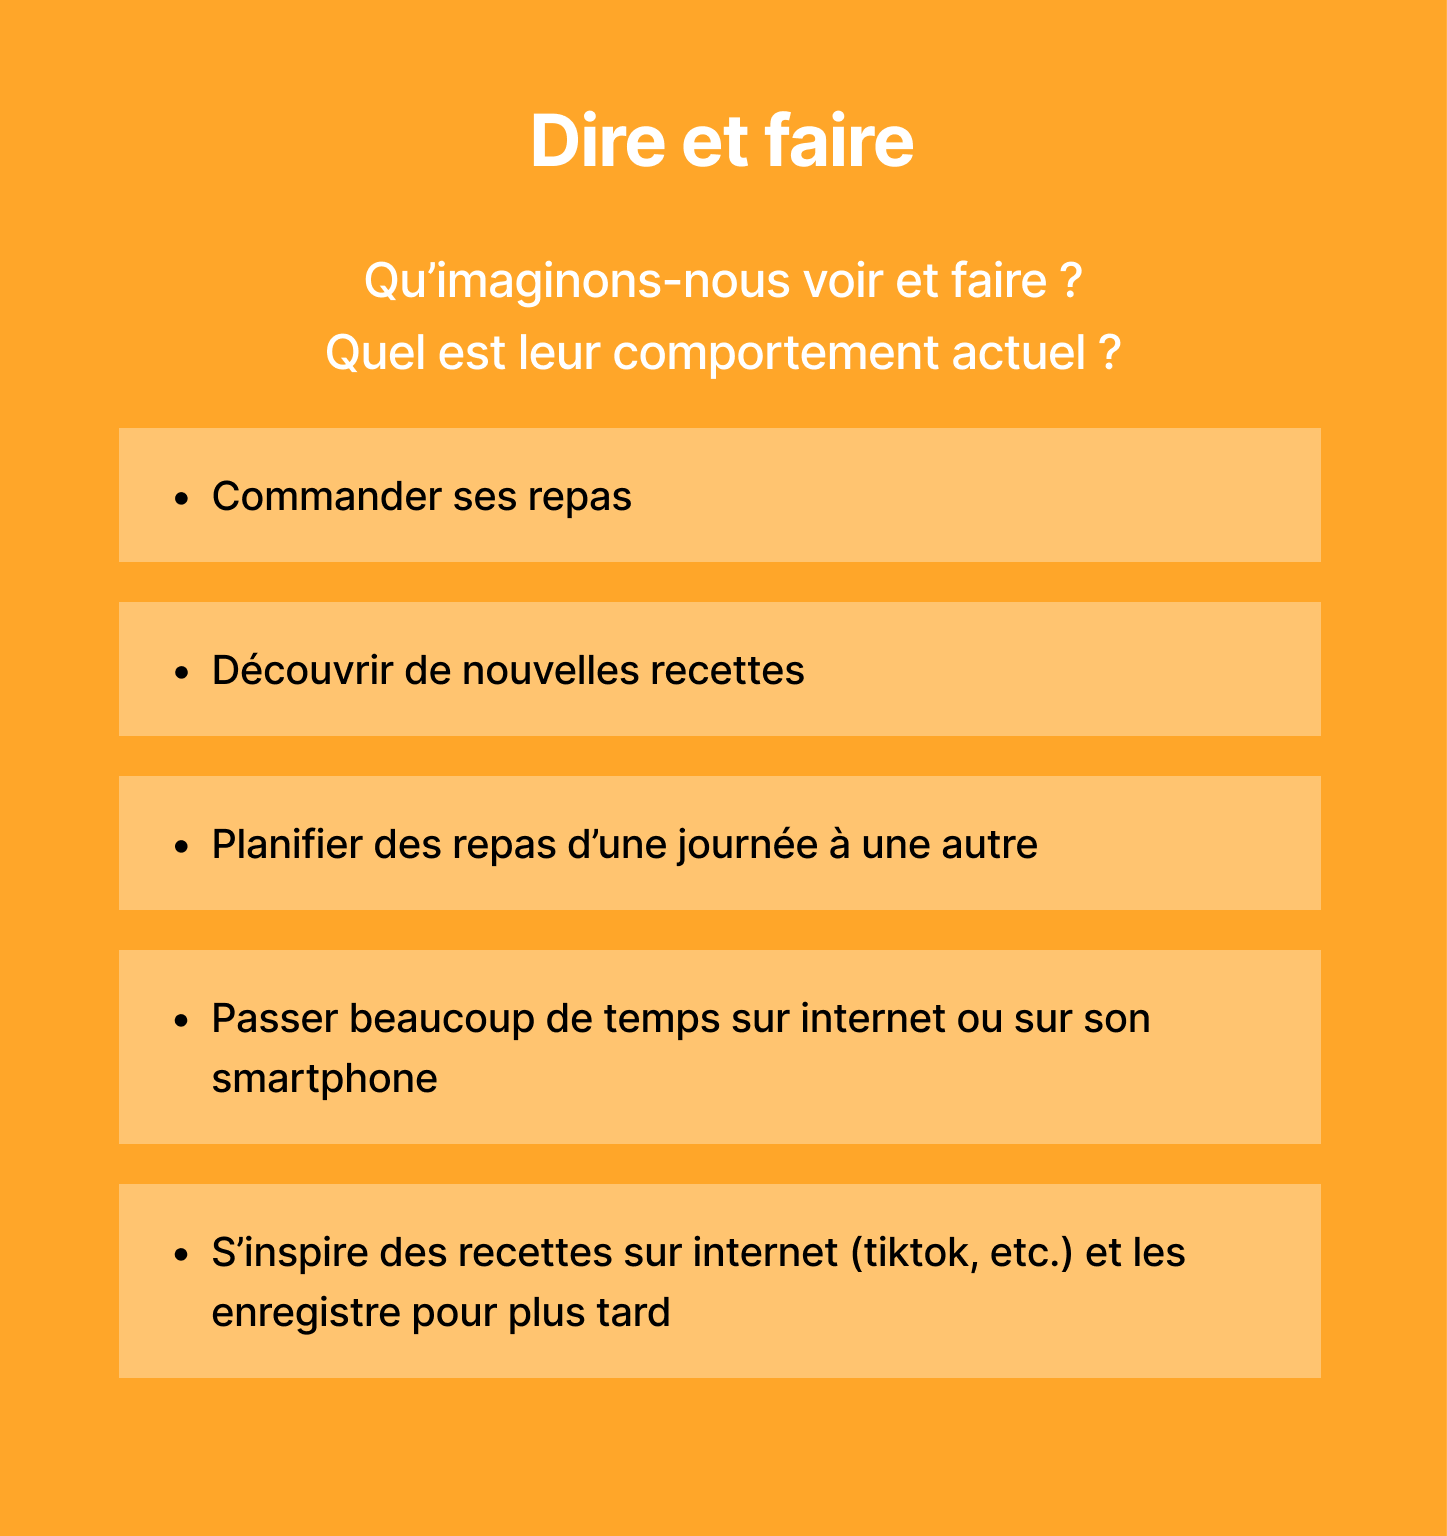 Dire et faire
Qu’imaginons-nous voir et faire ?
Quel est leur comportement actuel ?
• Commander ses repas
• Découvrir de nouvelles recettes
• Planifier des repas d’une journée à une autre
• Passer beaucoup de temps sur internet ou sur son
smartphone
• S’inspire des recettes sur internet (tiktok, etc.) et les
enregistre pour plus tard